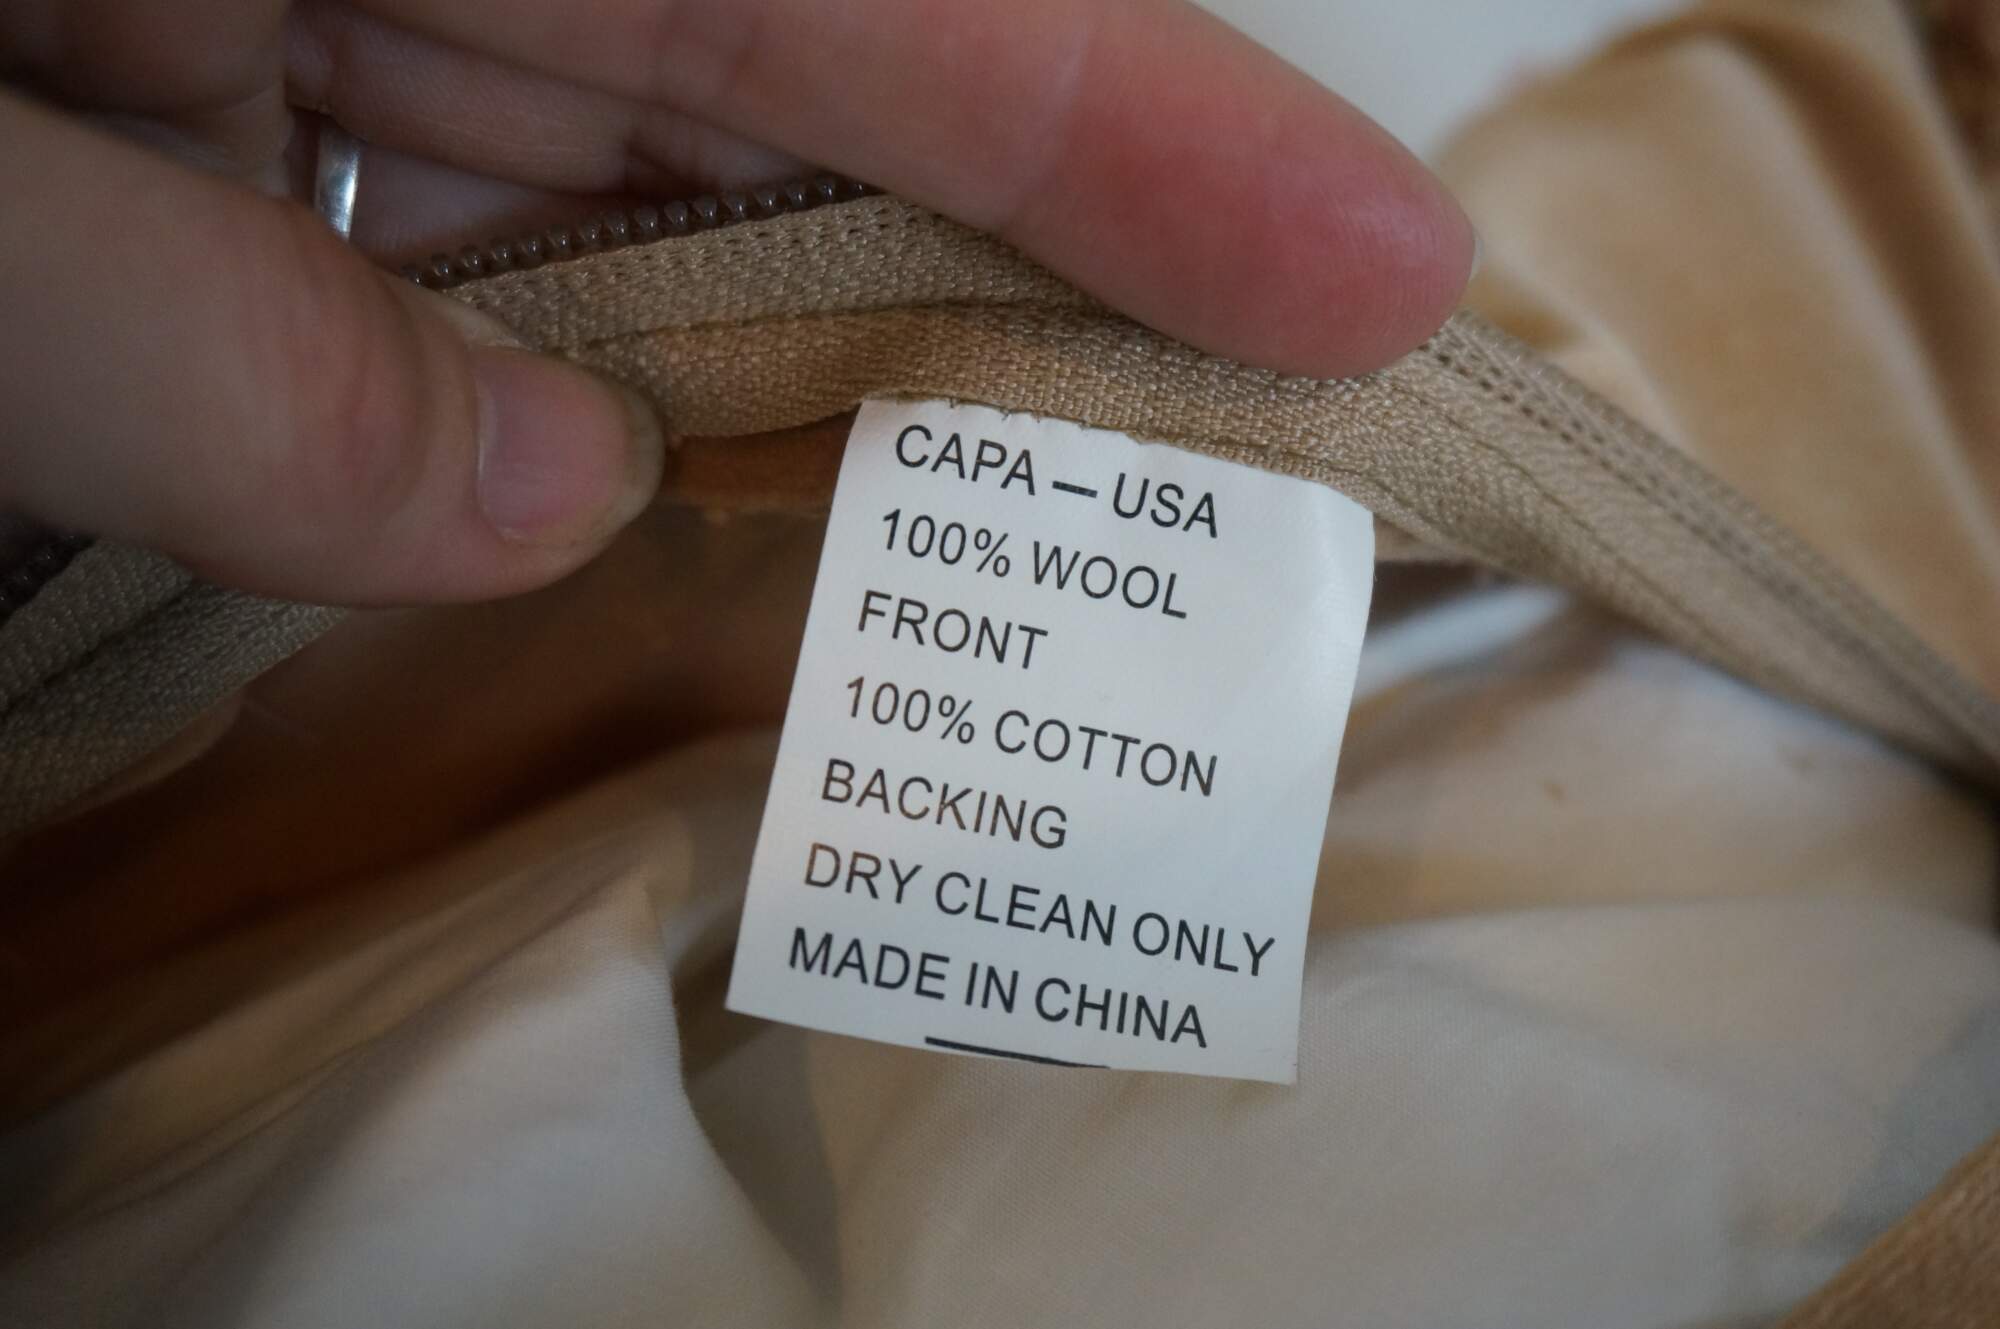 CAPA — USA
100% WOOL
FRONT
100% COTTON
BACKING
DRY CLEAN ONLY
MADE IN CHINA